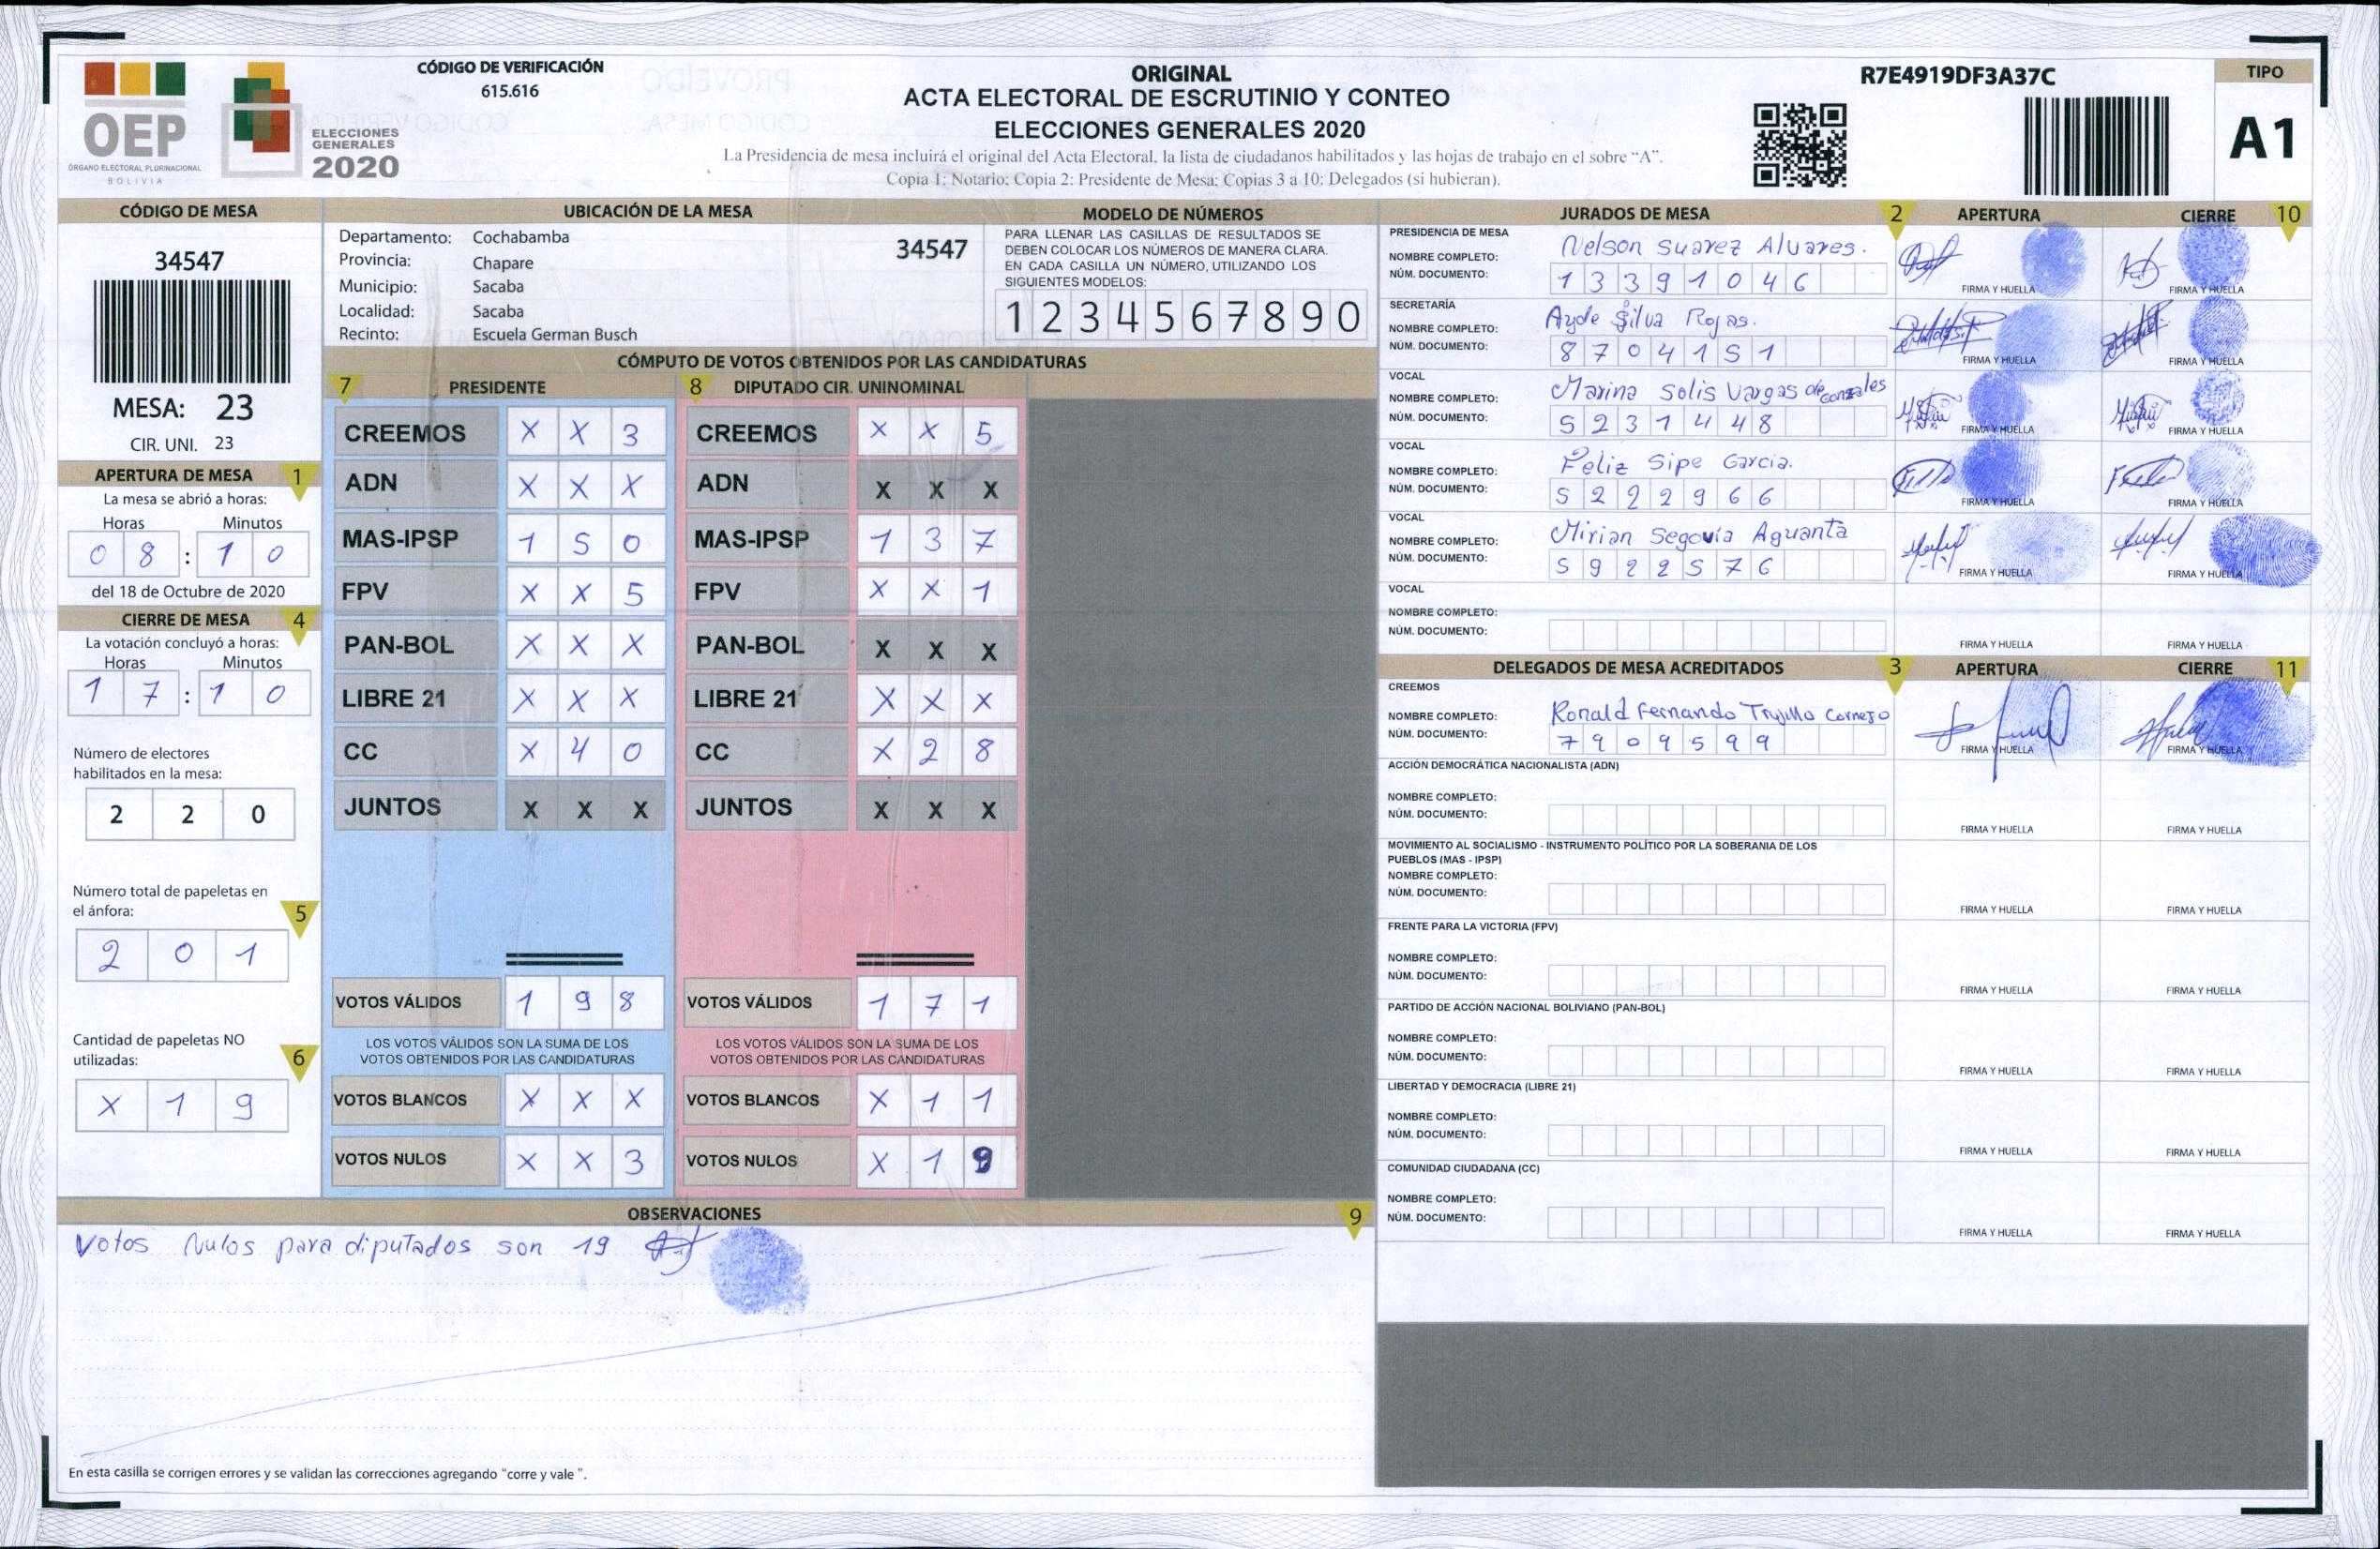 CÓDIGO DE VERIFICACIÓN
615.616
OEP
ÓRGANO ELECTORAL PLURINACIONAL
BOLIVIA
ELECCIONES
GENERALES
2020
ORIGINAL
ACTA ELECTORAL DE ESCRUTINIO Y CONTEO
ELECCIONES GENERALES 2020
La Presidencia de mesa incluirá el original del Acta Electoral, la lista de ciudadanos habilitados y las hojas de trabajo en el sobre "A".
Copia 1: Notario; Copia 2: Presidente de Mesa; Copias 3 a 10: Delegados (si hubieran).
R7E4919DF3A37C
TIPO
A1
CÓDIGO DE MESA
34547
MESA: 23
CIR. UNI. 23
APERTURA DE MESA 1
La mesa se abrió a horas:
Horas Minutos
0 8 : 1 0
del 18 de Octubre de 2020
CIERRE DE MESA 4
La votación concluyó a horas:
Horas Minutos
1 7 : 1 0
Número de electores
habilitados en la mesa:
2 2 0
Número total de papeletas en
el ánfora: 5
2 0 1
Cantidad de papeletas NO
utilizadas: 6
X 1 9
UBICACIÓN DE LA MESA
Departamento: Cochabamba
Provincia: Chapare
Municipio: Sacaba
Localidad: Sacaba
Recinto: Escuela German Busch
34547
MODELO DE NÚMEROS
PARA LLENAR LAS CASILLAS DE RESULTADOS SE
DEBEN COLOCAR LOS NÚMEROS DE MANERA CLARA.
EN CADA CASILLA UN NÚMERO, UTILIZANDO LOS
SIGUIENTES MODELOS:
1 2 3 4 5 6 7 8 9 0
CÓMPUTO DE VOTOS OBTENIDOS POR LAS CANDIDATURAS
7 PRESIDENTE
CREEMOS X X 3
ADN X X X
MAS-IPSP 1 5 0
FPV X X 5
PAN-BOL X X X
LIBRE 21 X X X
CC X 4 0
JUNTOS X X X
VOTOS VÁLIDOS 1 9 8
LOS VOTOS VÁLIDOS SON LA SUMA DE LOS
VOTOS OBTENIDOS POR LAS CANDIDATURAS
VOTOS BLANCOS X X X
VOTOS NULOS X X 3
8 DIPUTADO CIR. UNINOMINAL
CREEMOS X X 5
ADN X X X
MAS-IPSP 1 3 7
FPV X X 1
PAN-BOL X X X
LIBRE 21 X X X
CC X 2 8
JUNTOS X X X
VOTOS VÁLIDOS 1 7 1
LOS VOTOS VÁLIDOS SON LA SUMA DE LOS
VOTOS OBTENIDOS POR LAS CANDIDATURAS
VOTOS BLANCOS X 1 1
VOTOS NULOS X 1 9
OBSERVACIONES 9
Votos Nulos para diputados son 19
En esta casilla se corrigen errores y se validan las correcciones agregando "corre y vale ".
JURADOS DE MESA 2 APERTURA CIERRE 10
PRESIDENCIA DE MESA
NOMBRE COMPLETO: Nelson Suarez Alvares.
NÚM. DOCUMENTO: 1 3 3 9 1 0 4 6
FIRMA Y HUELLA FIRMA Y HUELLA
SECRETARÍA
NOMBRE COMPLETO: Ayde Silva Rojas.
NÚM. DOCUMENTO: 8 7 0 4 1 5 1
FIRMA Y HUELLA FIRMA Y HUELLA
VOCAL
NOMBRE COMPLETO: Marina Solis Vargas de Gonzales
NÚM. DOCUMENTO: 5 2 3 1 4 4 8
FIRMA Y HUELLA FIRMA Y HUELLA
VOCAL
NOMBRE COMPLETO: Feliz Sipe Garcia.
NÚM. DOCUMENTO: 5 2 2 2 9 6 6
FIRMA Y HUELLA FIRMA Y HUELLA
VOCAL
NOMBRE COMPLETO: Mirian Segovia Aguanta
NÚM. DOCUMENTO: 5 9 2 2 5 7 6
FIRMA Y HUELLA FIRMA Y HUELLA
VOCAL
NOMBRE COMPLETO:
NÚM. DOCUMENTO:
FIRMA Y HUELLA FIRMA Y HUELLA
DELEGADOS DE MESA ACREDITADOS 3 APERTURA CIERRE 11
CREEMOS
NOMBRE COMPLETO: Ronald Fernando Trujillo Cornejo
NÚM. DOCUMENTO: 7 9 0 9 5 9 9
FIRMA Y HUELLA FIRMA Y HUELLA
ACCIÓN DEMOCRÁTICA NACIONALISTA (ADN)
NOMBRE COMPLETO:
NÚM. DOCUMENTO:
FIRMA Y HUELLA FIRMA Y HUELLA
MOVIMIENTO AL SOCIALISMO - INSTRUMENTO POLÍTICO POR LA SOBERANIA DE LOS
PUEBLOS (MAS - IPSP)
NOMBRE COMPLETO:
NÚM. DOCUMENTO:
FIRMA Y HUELLA FIRMA Y HUELLA
FRENTE PARA LA VICTORIA (FPV)
NOMBRE COMPLETO:
NÚM. DOCUMENTO:
FIRMA Y HUELLA FIRMA Y HUELLA
PARTIDO DE ACCIÓN NACIONAL BOLIVIANO (PAN-BOL)
NOMBRE COMPLETO:
NÚM. DOCUMENTO:
FIRMA Y HUELLA FIRMA Y HUELLA
LIBERTAD Y DEMOCRACIA (LIBRE 21)
NOMBRE COMPLETO:
NÚM. DOCUMENTO:
FIRMA Y HUELLA FIRMA Y HUELLA
COMUNIDAD CIUDADANA (CC)
NOMBRE COMPLETO:
NÚM. DOCUMENTO:
FIRMA Y HUELLA FIRMA Y HUELLA